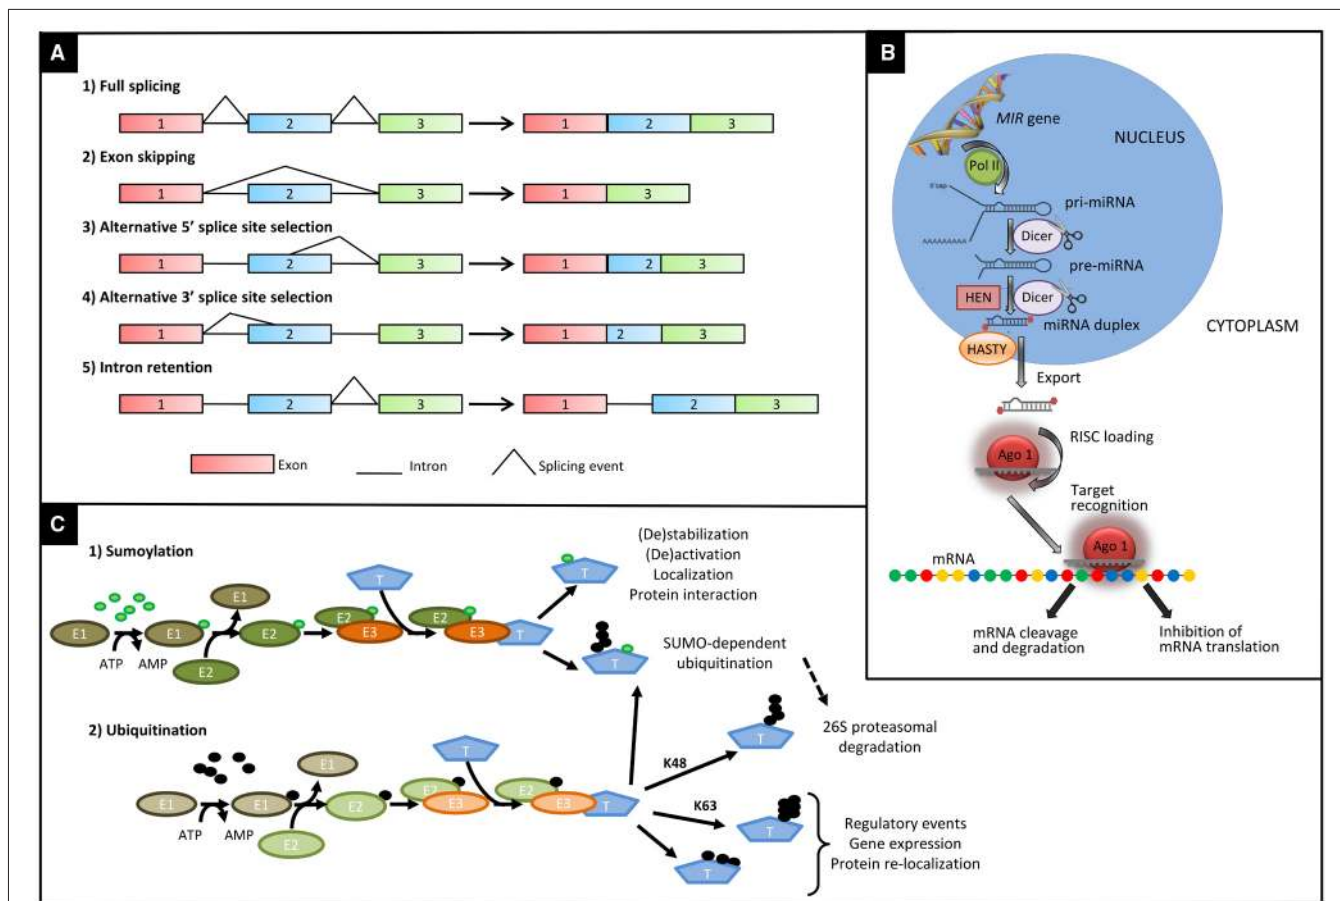 A
1) Full splicing
1 2 3 1 2 3
2) Exon skipping
1 2 3 1 3
3) Alternative 5’ splice site selection
1 2 3 1 2 3
4) Alternative 3’ splice site selection
1 2 3 1 2 3
5) Intron retention
1 2 3 1 2 3
Exon Intron Splicing event
B
MIR gene
NUCLEUS
Pol II
5'cap
pri-miRNA
Dicer
AAAAAAAAA
pre-miRNA
HEN
Dicer
miRNA duplex
CYTOPLASM
HASTY
Export
RISC loading
Ago 1
Target
recognition
Ago 1
mRNA
mRNA cleavage
and degradation
Inhibition of
mRNA translation
C
1) Sumoylation
E1
ATP
AMP
E1
E1
E2
E2
E2
E3
T
E2
E3
T
T
(De)stabilization
(De)activation
Localization
Protein interaction
T
SUMO-dependent
ubiquitination
26S proteasomal
degradation
2) Ubiquitination
E1
ATP
AMP
E1
E1
E2
E2
E2
E3
T
E2
E3
T
K48
T
K63
T
T
Regulatory events
Gene expression
Protein re-localization